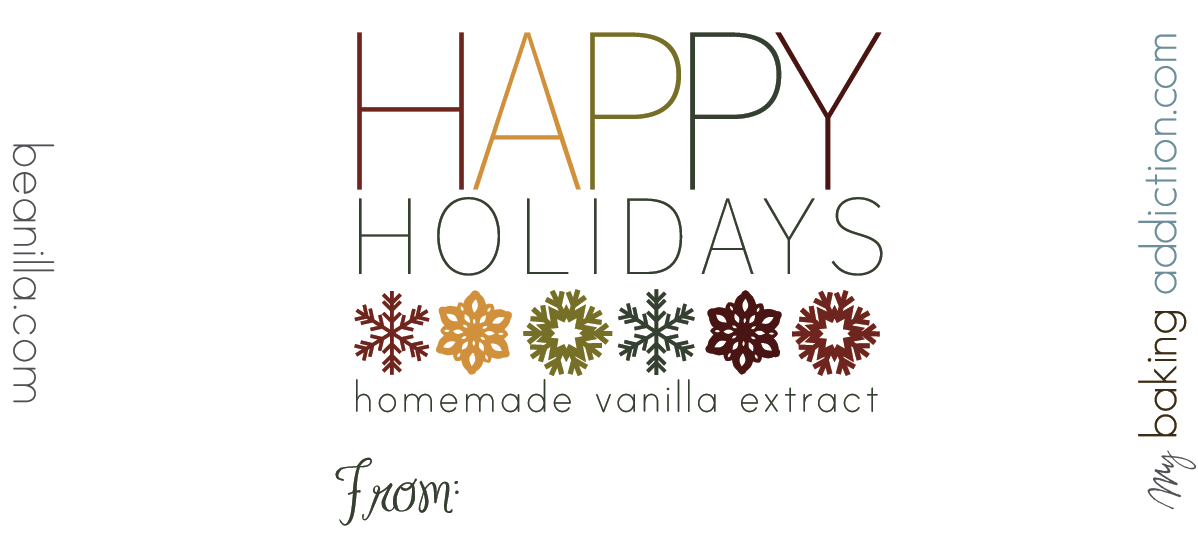 beanilla.com
HAPPY
HOLIDAYS
homemade vanilla extract
From:
My baking addiction.com